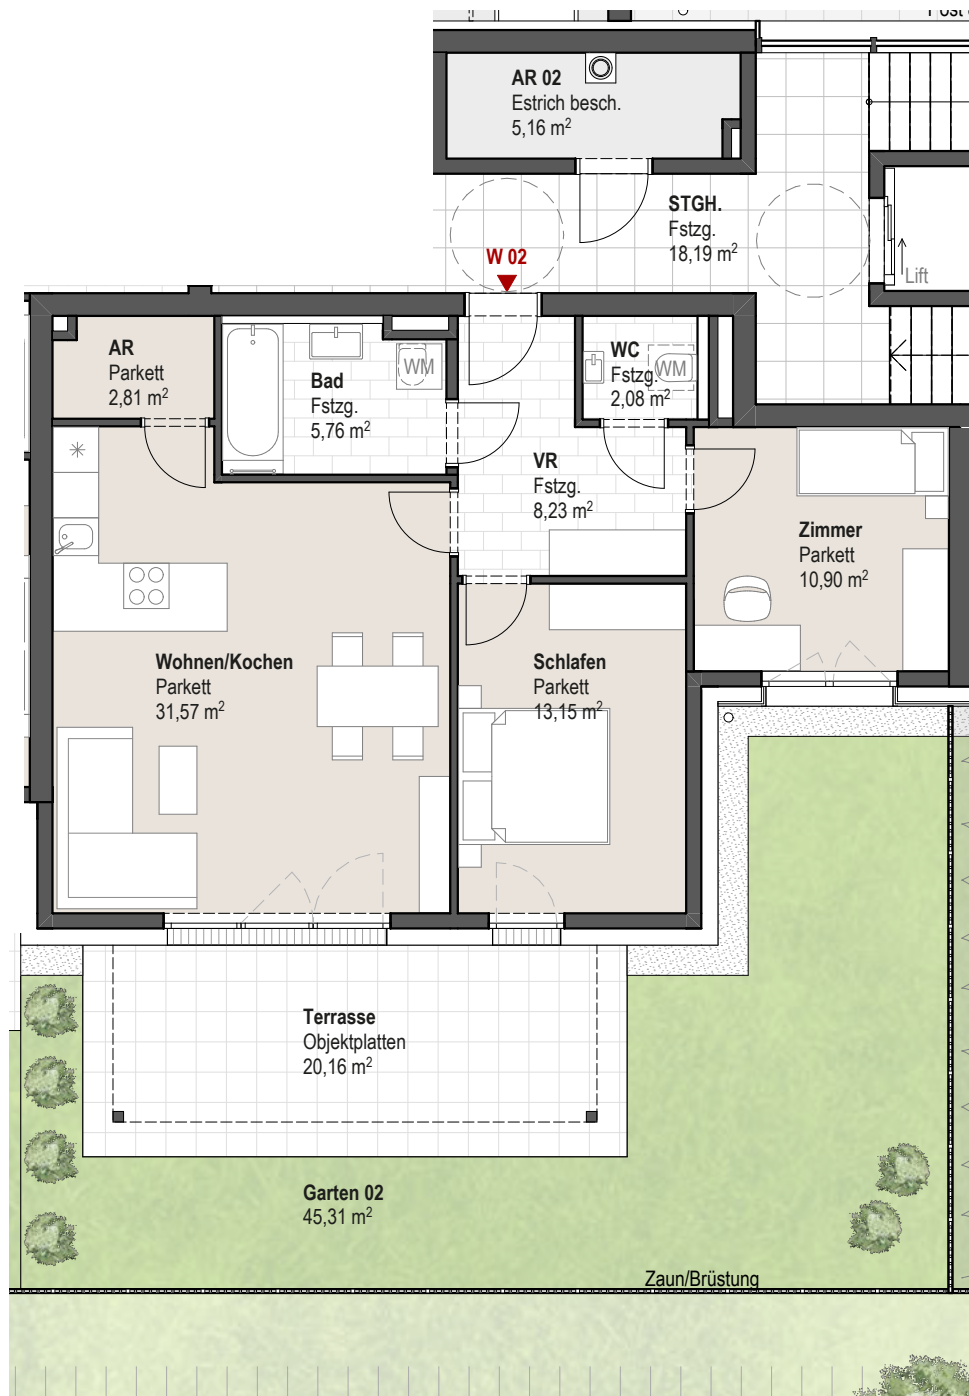 AR 02
Estrich besch.
5,16 m²
STGH.
Fstzg.
18,19 m²
W 02
Lift
AR
Parkett
2,81 m²
Bad
Fstzg.
5,76 m²
WM
WC
Fstzg.
2,08 m²
WM
VR
Fstzg.
8,23 m²
Zimmer
Parkett
10,90 m²
Wohnen/Kochen
Parkett
31,57 m²
Schlafen
Parkett
13,15 m²
Terrasse
Objektplatten
20,16 m²
Garten 02
45,31 m²
Zaun/Brüstung